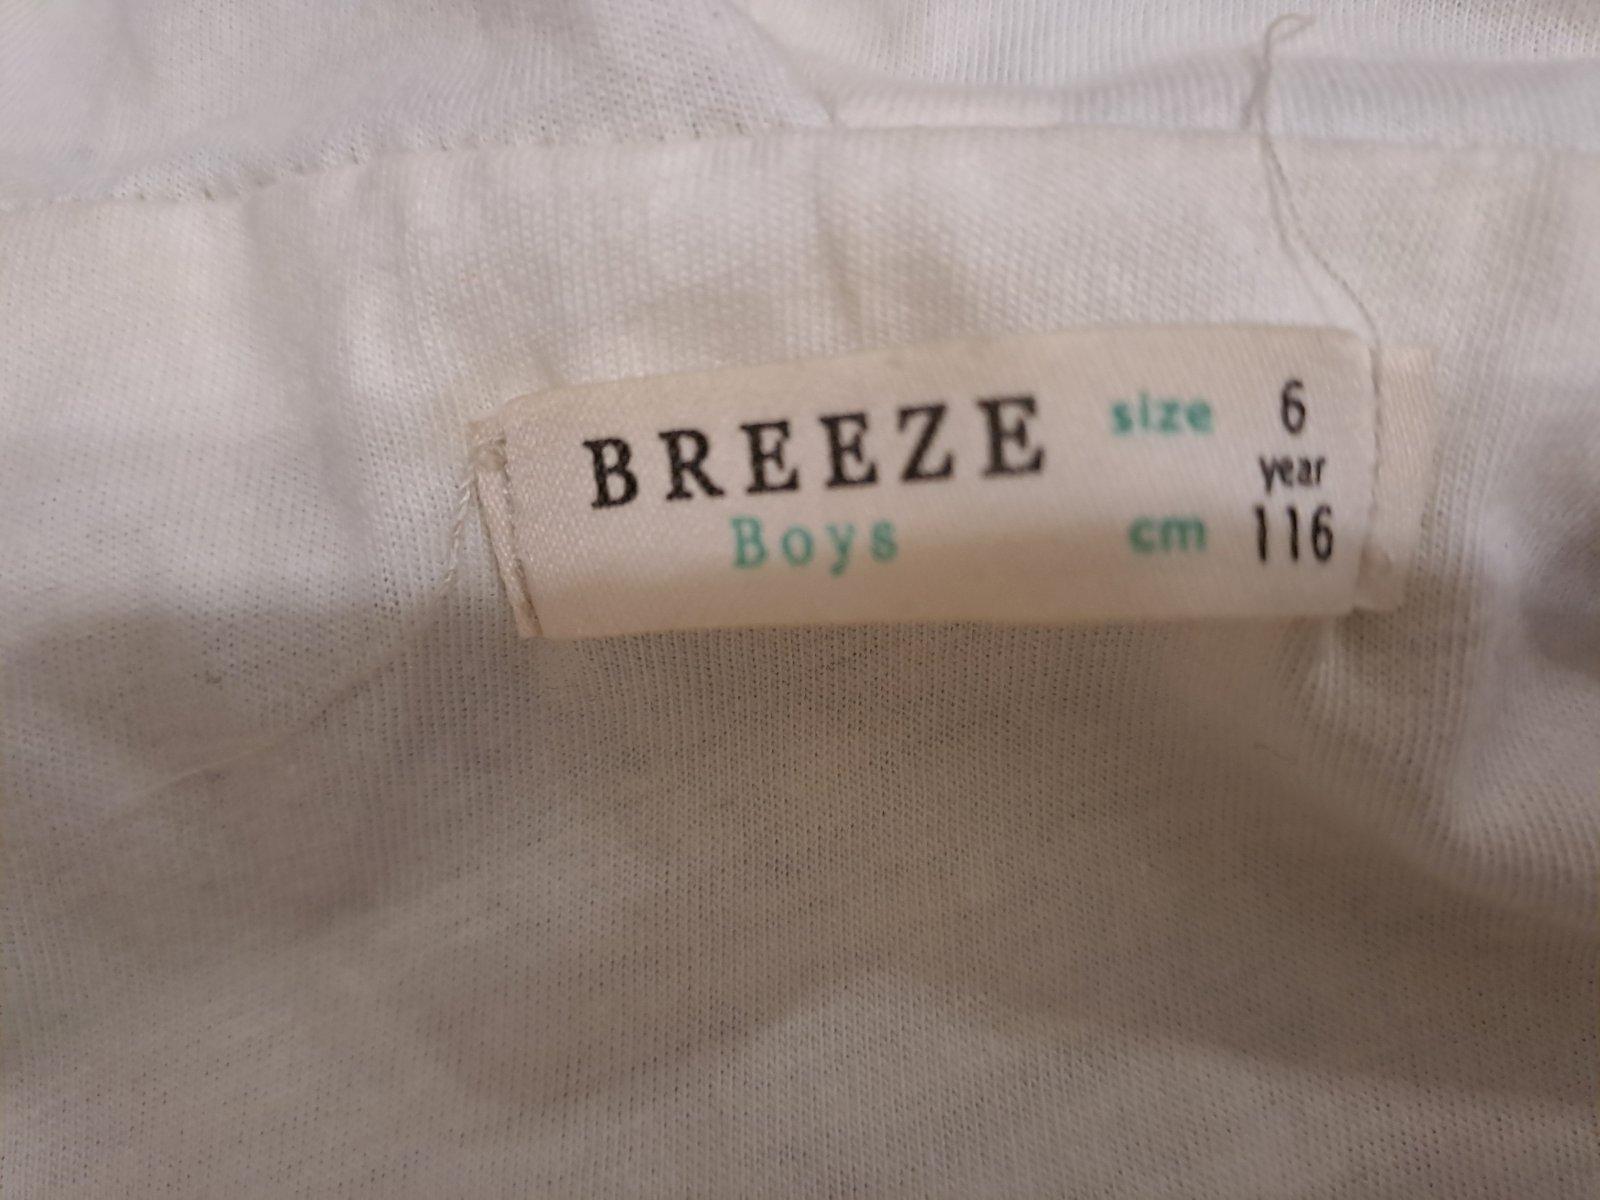 BREEZE size 6
year
Boys cm 116